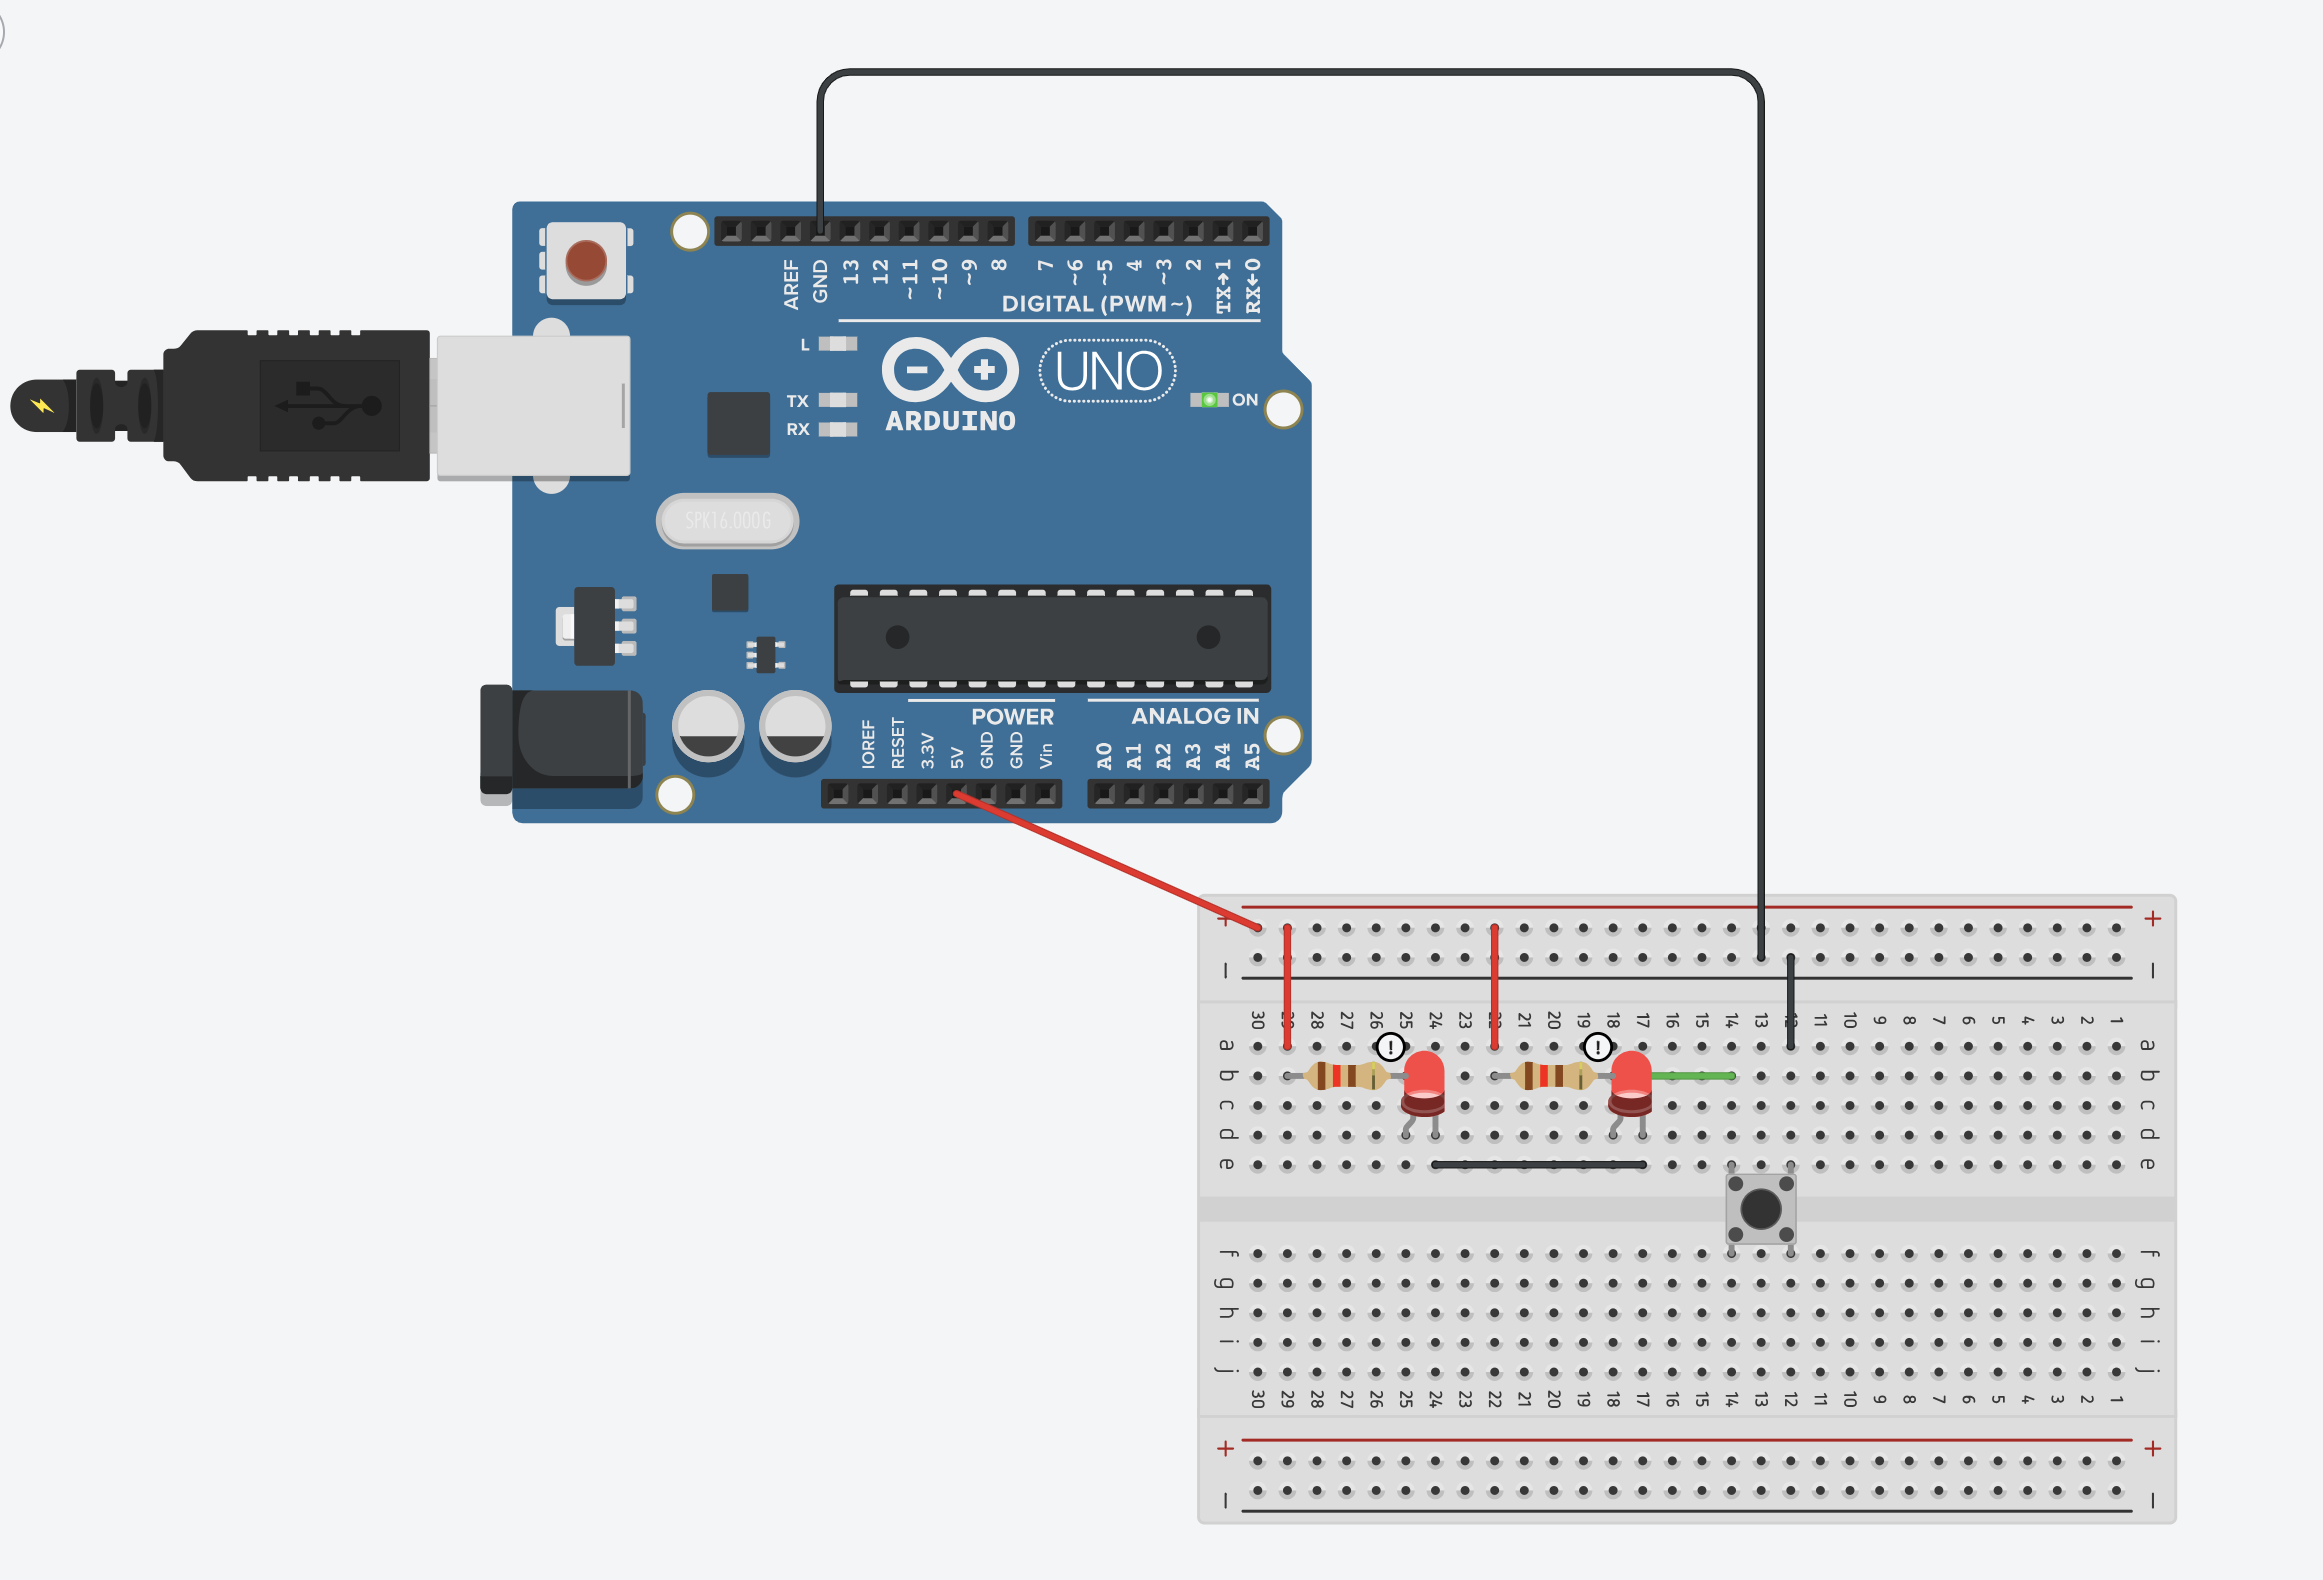 AREF
GND
13
12
~11
~10
~9
8
7
~6
~5
4
~3
2
TX→1
RX←0
DIGITAL (PWM~)
L
TX
RX
ARDUINO
UNO
ON
SPK16.000G
POWER
ANALOG IN
IOREF
RESET
3.3V
5V
GND
GND
Vin
A0
A1
A2
A3
A4
A5
+ +
− −
30 28 27 26 25 24 23 21 20 19 18 17 16 15 14 13 12 11 10 9 8 7 6 5 4 3 2 1
! !
a a
b b
c c
d d
e e
f f
g g
h h
i i
j j
30 29 28 27 26 25 24 23 22 21 20 19 18 17 16 15 14 13 12 11 10 9 8 7 6 5 4 3 2 1
+ +
− −